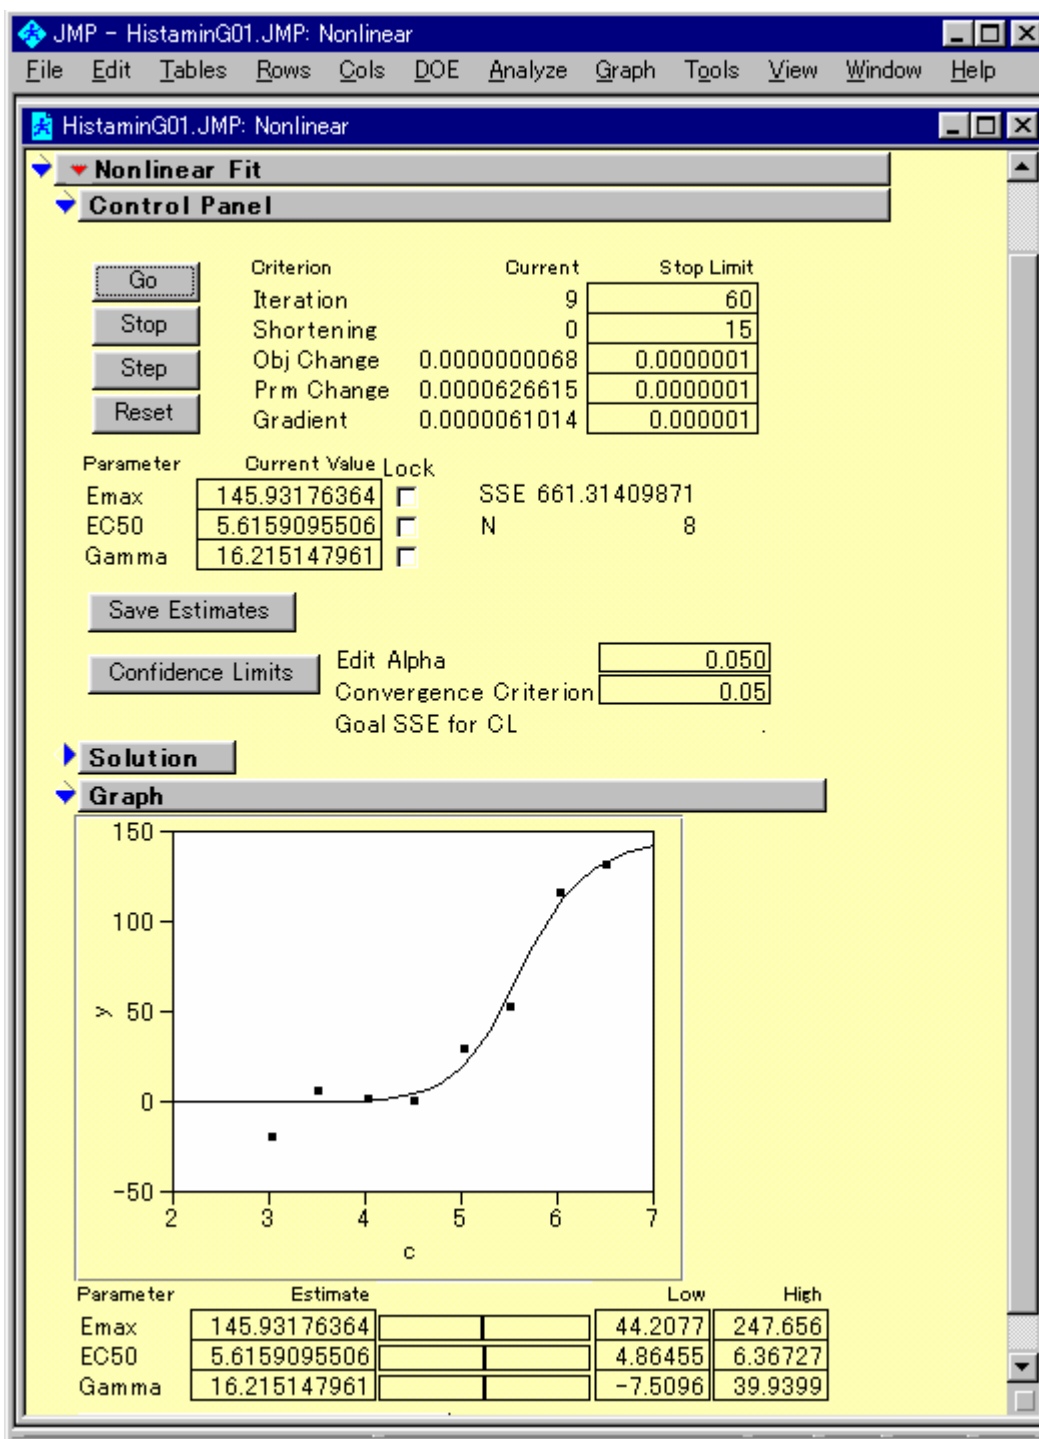 JMP - HistaminG01.JMP: Nonlinear
File Edit Tables Rows Cols DOE Analyze Graph Tools View Window Help
HistaminG01.JMP: Nonlinear
Nonlinear Fit
Control Panel
Go
Stop
Step
Reset
Criterion Current Stop Limit
Iteration 9 60
Shortening 0 15
Obj Change 0.0000000068 0.0000001
Prm Change 0.0000626615 0.0000001
Gradient 0.0000061014 0.000001
Parameter Current Value Lock
Emax 145.93176364
EC50 5.6159095506
Gamma 16.215147961
SSE 661.31409871
N 8
Save Estimates
Confidence Limits
Edit Alpha 0.050
Convergence Criterion 0.05
Goal SSE for CL .
Solution
Graph
150
100
50
0
-50
y
2 3 4 5 6 7
c
Parameter Estimate Low High
Emax 145.93176364 44.2077 247.656
EC50 5.6159095506 4.86455 6.36727
Gamma 16.215147961 -7.5096 39.9399